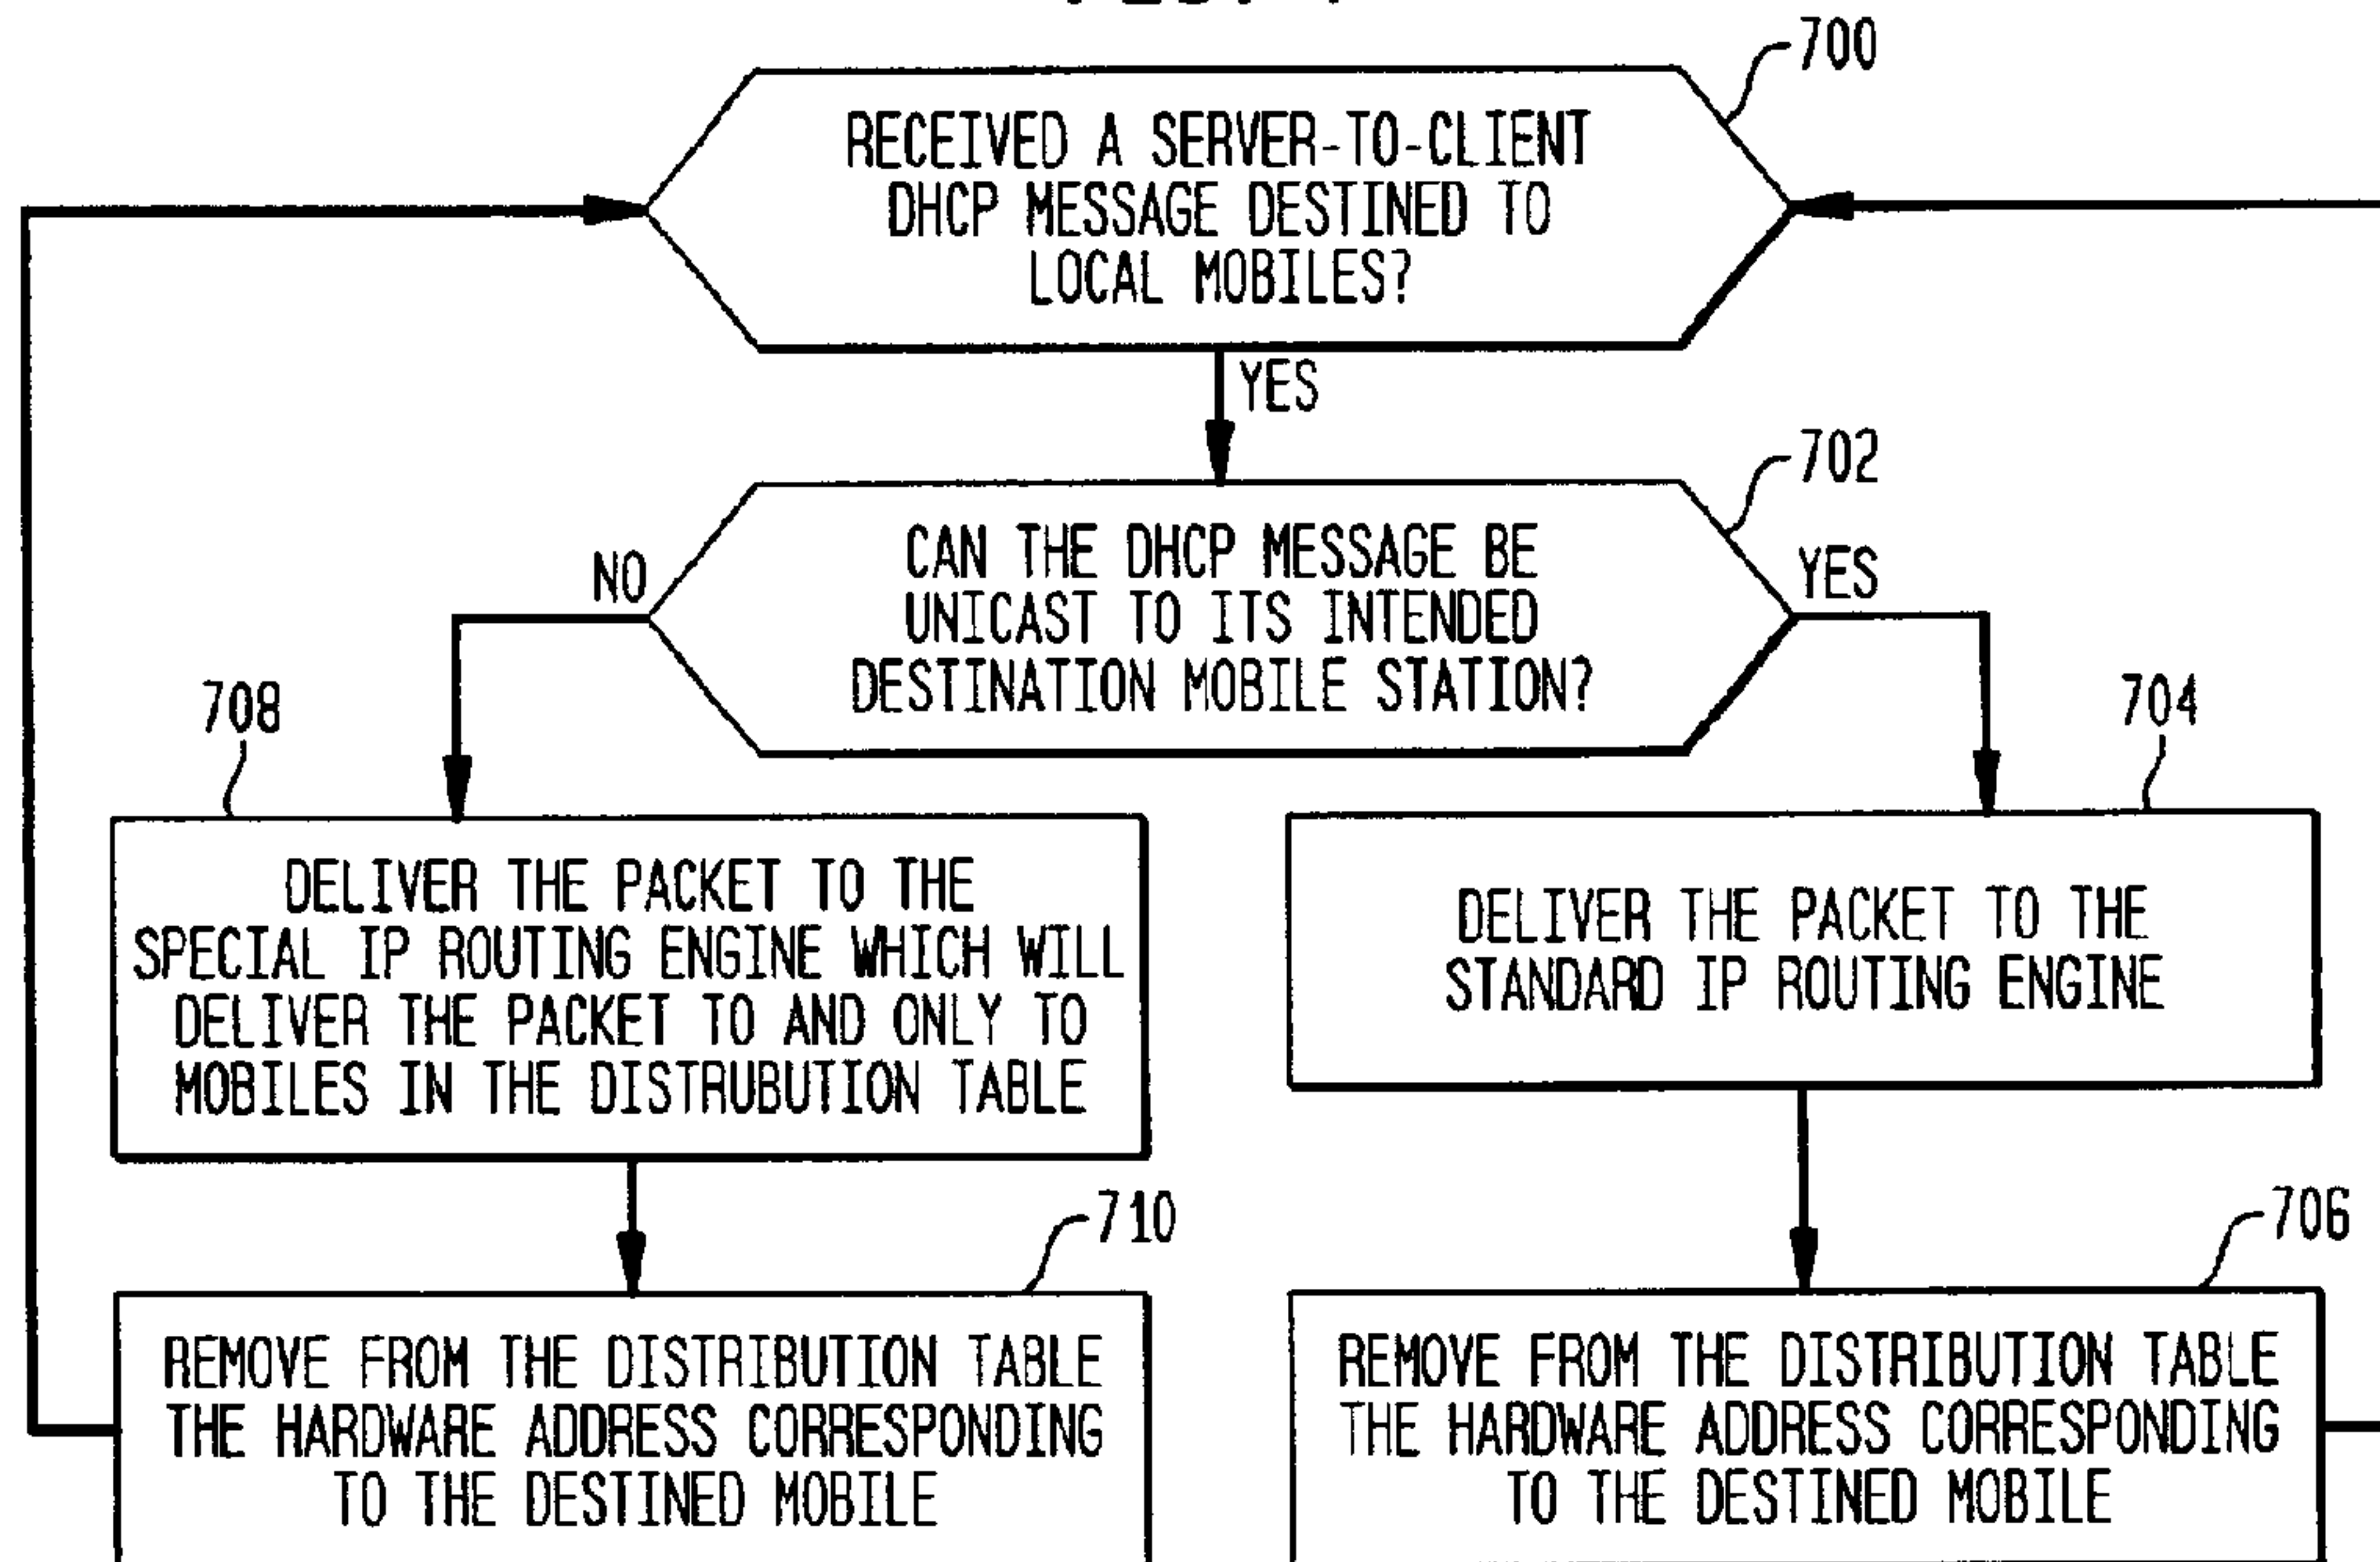 700
RECEIVED A SERVER-TO-CLIENT
DHCP MESSAGE DESTINED TO
LOCAL MOBILES?
YES
702
CAN THE DHCP MESSAGE BE
UNICAST TO ITS INTENDED
DESTINATION MOBILE STATION?
NO
YES
708
704
DELIVER THE PACKET TO THE
SPECIAL IP ROUTING ENGINE WHICH WILL
DELIVER THE PACKET TO AND ONLY TO
MOBILES IN THE DISTRUBUTION TABLE
DELIVER THE PACKET TO THE
STANDARD IP ROUTING ENGINE
710
706
REMOVE FROM THE DISTRIBUTION TABLE
THE HARDWARE ADDRESS CORRESPONDING
TO THE DESTINED MOBILE
REMOVE FROM THE DISTRIBUTION TABLE
THE HARDWARE ADDRESS CORRESPONDING
TO THE DESTINED MOBILE